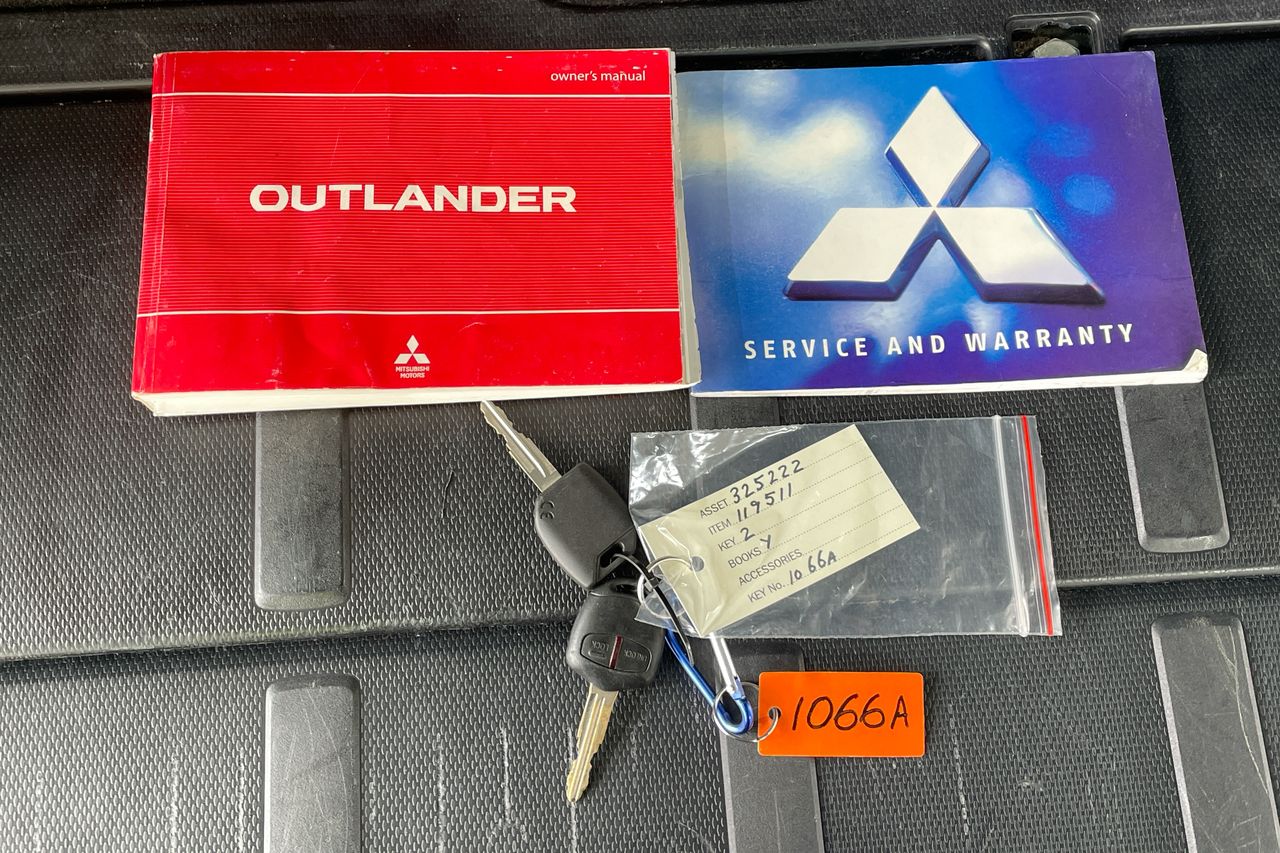 owner's manual
OUTLANDER
MITSUBISHI
MOTORS
SERVICE AND WARRANTY
ASSET 325222
ITEM 119511
KEY 2
BOOKS Y
ACCESSORIES
KEY No. 1066A
1066A